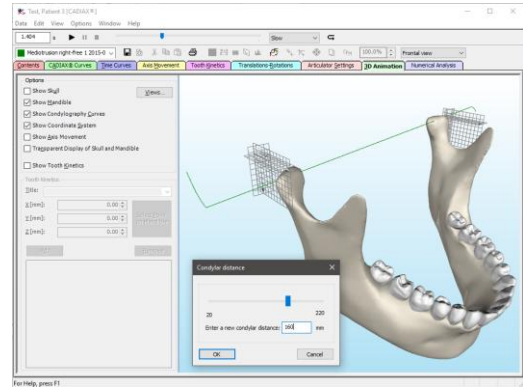 Test, Patient 3 [CADIAX®]
Data Edit View Options Window Help
1.404 s Slow
Mediotrusion right-free 1 2015-0 100.0% Frontal view
Contents CADIAX® Curves Time Curves Axis Movement Tooth Kinetics Translations-Rotations Articulator Settings 3D Animation Numerical Analysis
Options
Show Skull Views...
Show Mandible
Show Condylography Curves
Show Coordinate System
Show Axis Movement
Transparent Display of Skull and Mandible
Show Tooth Kinetics
Tooth Kinetics
Title:
X [mm]: 0.00
Y [mm]: 0.00
Z [mm]: 0.00
Condylar distance
20 220
Enter a new condylar distance: 160 mm
OK Cancel
For Help, press F1